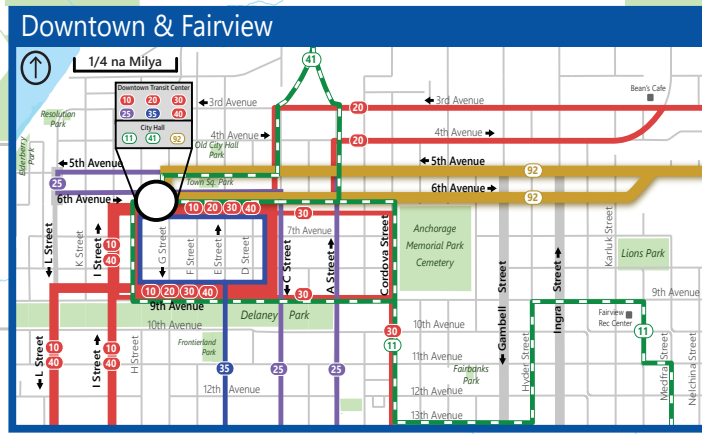 Downtown & Fairview
1/4 na Milya
41
Downtown Transit Center
10 20 30
25 35 40
City Hall
11 41 92
3rd Avenue
20
3rd Avenue
Bean's Cafe
Resolution
Park
4th Avenue
20
4th Avenue
Old City Hall
Park
Elderberry
Park
5th Avenue
5th Avenue
92
25
Town Sq. Park
6th Avenue
6th Avenue
92
10 20 30 40
30
L Street
K Street
I Street
10
40
G Street
F Street
E Street
D Street
C Street
A Street
7th Avenue
Cordova Street
Anchorage
Memorial Park
Cemetery
Gambell Street
Ingra Street
Karluk Street
Lions Park
10 20 30 40
30
9th Avenue
9th Avenue
10th Avenue
Delaney Park
Fairview
Rec Center
10th Avenue
30
11
11
L Street
10
40
I Street
10
40
H Street
Frontierland
Park
11th Avenue
35
25
25
Fairbanks
Park
Hyder Street
Medfra Street
Nelchina Street
12th Avenue
12th Avenue
13th Avenue